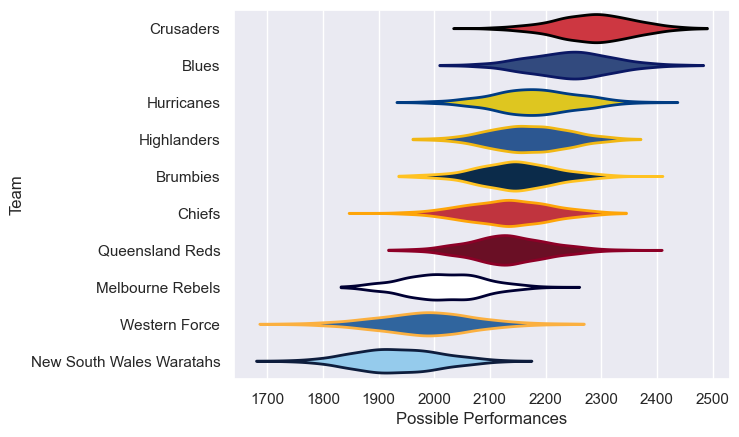 Crusaders
Blues
Hurricanes
Highlanders
Brumbies
Chiefs
Queensland Reds
Melbourne Rebels
Western Force
New South Wales Waratahs
Team
1700 1800 1900 2000 2100 2200 2300 2400 2500
Possible Performances